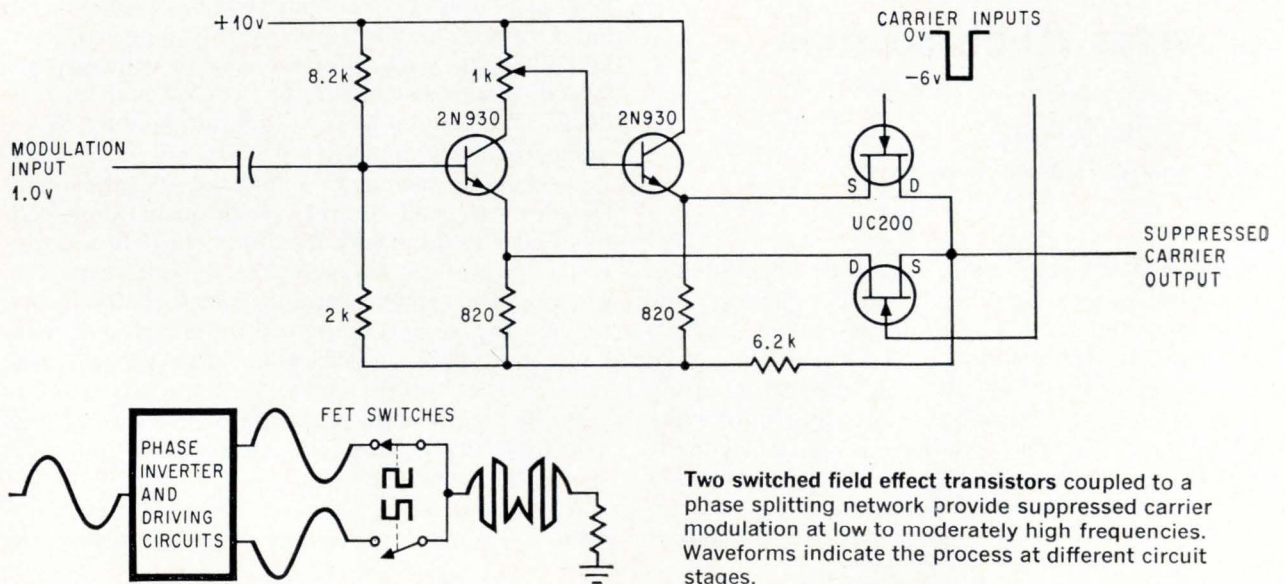 +10v
CARRIER INPUTS
0v
-6v
8.2k
1k
2N930
2N930
MODULATION
INPUT
1.0v
S
D
UC200
SUPPRESSED
CARRIER
OUTPUT
D
S
2k
820
820
6.2k
FET SWITCHES
PHASE
INVERTER
AND
DRIVING
CIRCUITS
Two switched field effect transistors coupled to a
phase splitting network provide suppressed carrier
modulation at low to moderately high frequencies.
Waveforms indicate the process at different circuit
stages.